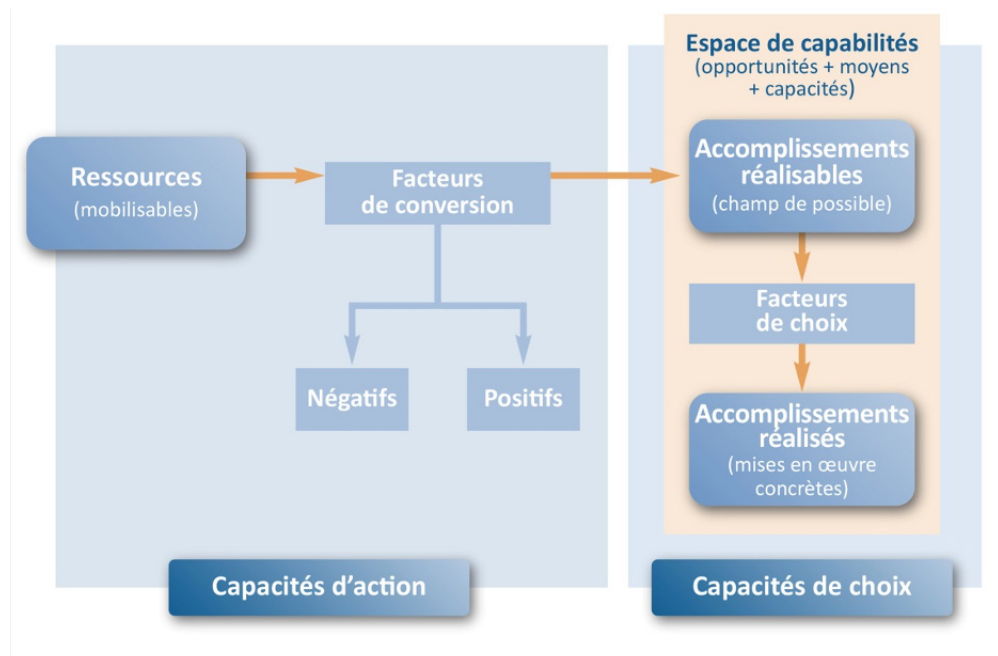 Espace de capabilités
(opportunités + moyens
+ capacités)
Ressources
(mobilisables)
Facteurs
de conversion
Accomplissements
réalisables
(champ de possible)
Négatifs
Positifs
Facteurs
de choix
Accomplissements
réalisés
(mises en œuvre
concrètes)
Capacités d’action
Capacités de choix